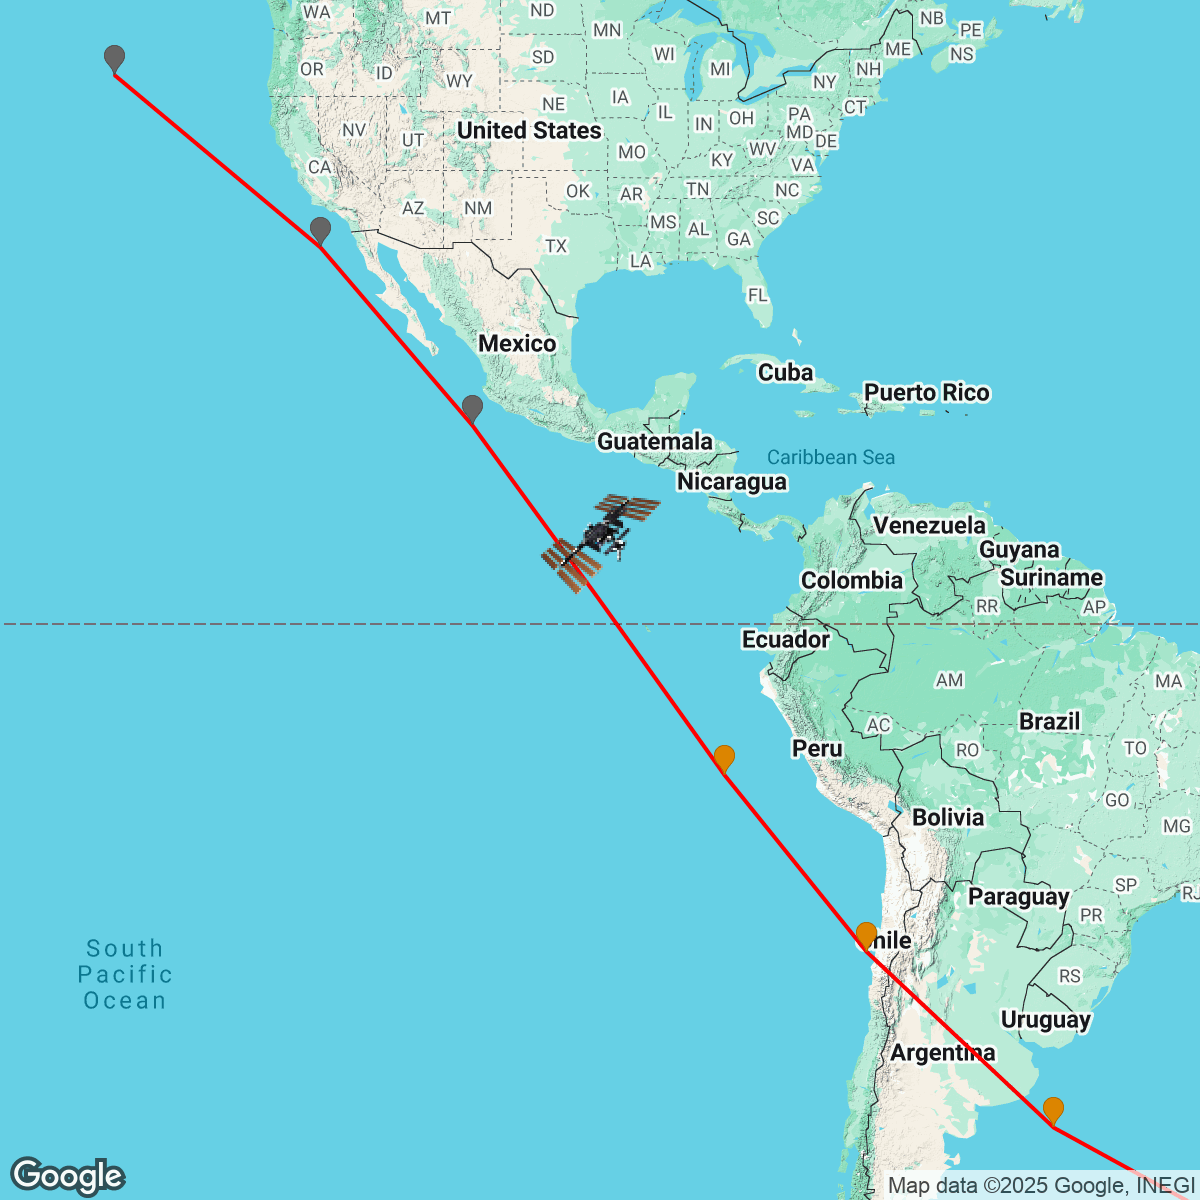 ND
WA
MT
NB
MN
PE
ME
NS
WI
SD
OR
ID
MI
NH
WY
NY
IA
NE
CT
IL
PA
OH
IN
United States
NV
MD
UT
DE
MO
WV
KY
CA
VA
TN
NC
OK
AR
AZ
NM
SC
MS
AL
GA
TX
LA
FL
Mexico
Cuba
Puerto Rico
Guatemala
Caribbean Sea
Nicaragua
Venezuela
Guyana
Colombia
Suriname
RR
AP
Ecuador
AM
MA
AC
Brazil
Peru
RO
TO
GO
Bolivia
MG
SP
RJ
Paraguay
PR
hile
South
Pacific
Ocean
RS
Uruguay
Argentina
Google
Map data ©2025 Google, INEGI